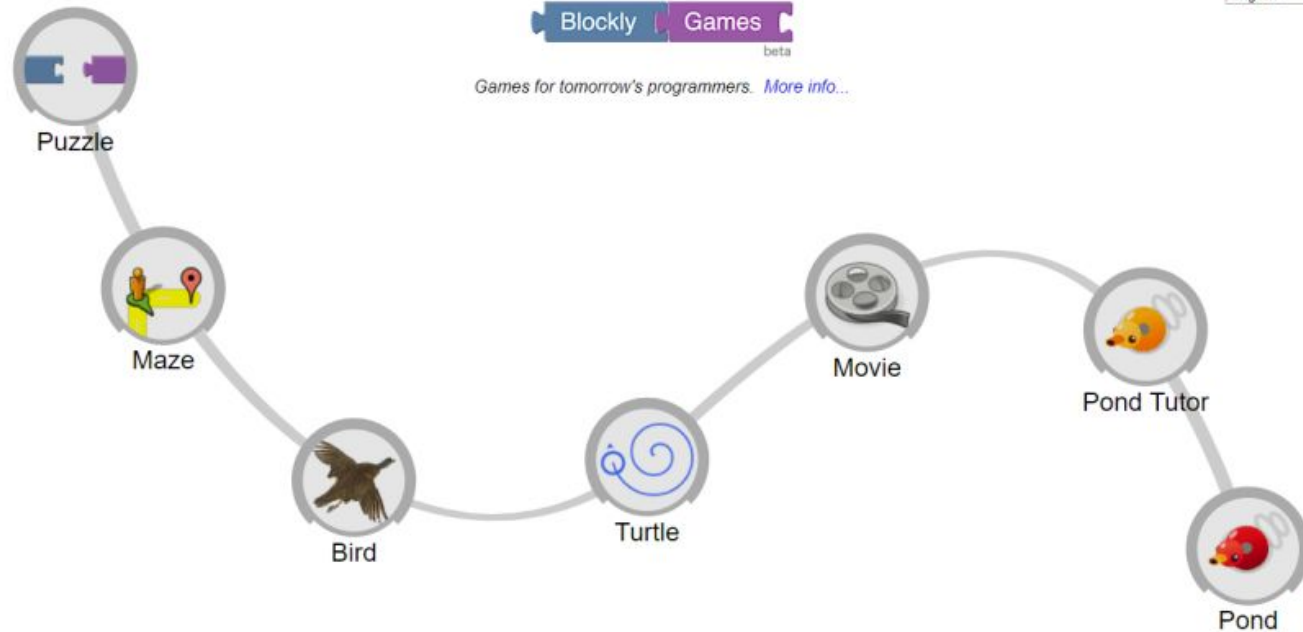 Blockly Games
beta
Games for tomorrow's programmers. More info...
Puzzle
Maze
Bird
Turtle
Movie
Pond Tutor
Pond